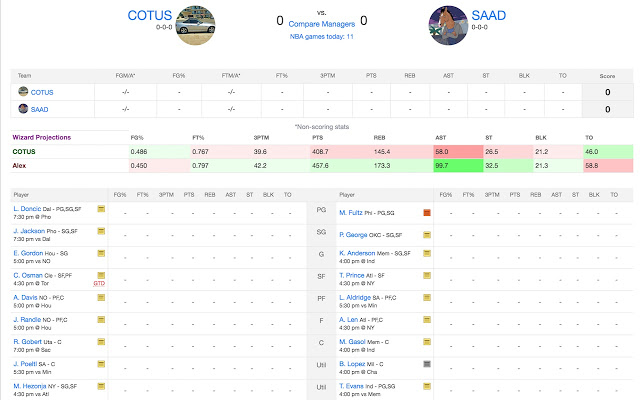 COTUS
0-0-0
0
vs.
0
Compare Managers
NBA games today: 11
SAAD
0-0-0
Team FGM/A* FG% FTM/A* FT% 3PTM PTS REB AST ST BLK TO Score
COTUS -/- - -/- - - - - - - - - 0
SAAD -/- - -/- - - - - - - - - 0
*Non-scoring stats
Wizard Projections FG% FT% 3PTM PTS REB AST ST BLK TO
COTUS 0.486 0.767 39.6 408.7 145.4 58.0 26.5 21.2 46.0
Alex 0.450 0.797 42.2 457.6 173.3 99.7 32.5 21.3 58.8
Player FG% FT% 3PTM PTS REB AST ST BLK TO Player FG% FT% 3PTM PTS REB AST ST BLK TO
L. Doncic Dal - PG,SG,SF - - - - - - - - - PG M. Fultz Phi - PG,SG - - - - - - - - -
7:30 pm @ Pho
J. Jackson Pho - SG,SF - - - - - - - - - SG P. George OKC - SG,SF - - - - - - - - -
7:30 pm vs Dal
E. Gordon Hou - SG - - - - - - - - - G K. Anderson Mem - SG,SF - - - - - - - - -
5:00 pm vs NO 4:00 pm @ Ind
C. Osman Cle - SF,PF - - - - - - - - - SF T. Prince Atl - SF - - - - - - - - -
4:30 pm @ Tor GTD 4:30 pm @ NY
A. Davis NO - PF,C - - - - - - - - - PF L. Aldridge SA - PF,C - - - - - - - - -
5:00 pm @ Hou 5:30 pm vs Min
J. Randle NO - PF,C - - - - - - - - - F A. Len Atl - PF,C - - - - - - - - -
5:00 pm @ Hou 4:30 pm @ NY
R. Gobert Uta - C - - - - - - - - - C M. Gasol Mem - C - - - - - - - - -
7:00 pm @ Sac 4:00 pm @ Ind
J. Poeltl SA - C - - - - - - - - - Util B. Lopez Mil - C - - - - - - - - -
5:30 pm vs Min 4:00 pm @ Cha
M. Hezonja NY - SG,SF - - - - - - - - - Util T. Evans Ind - PG,SG - - - - - - - - -
4:30 pm vs Atl 4:00 pm vs Mem